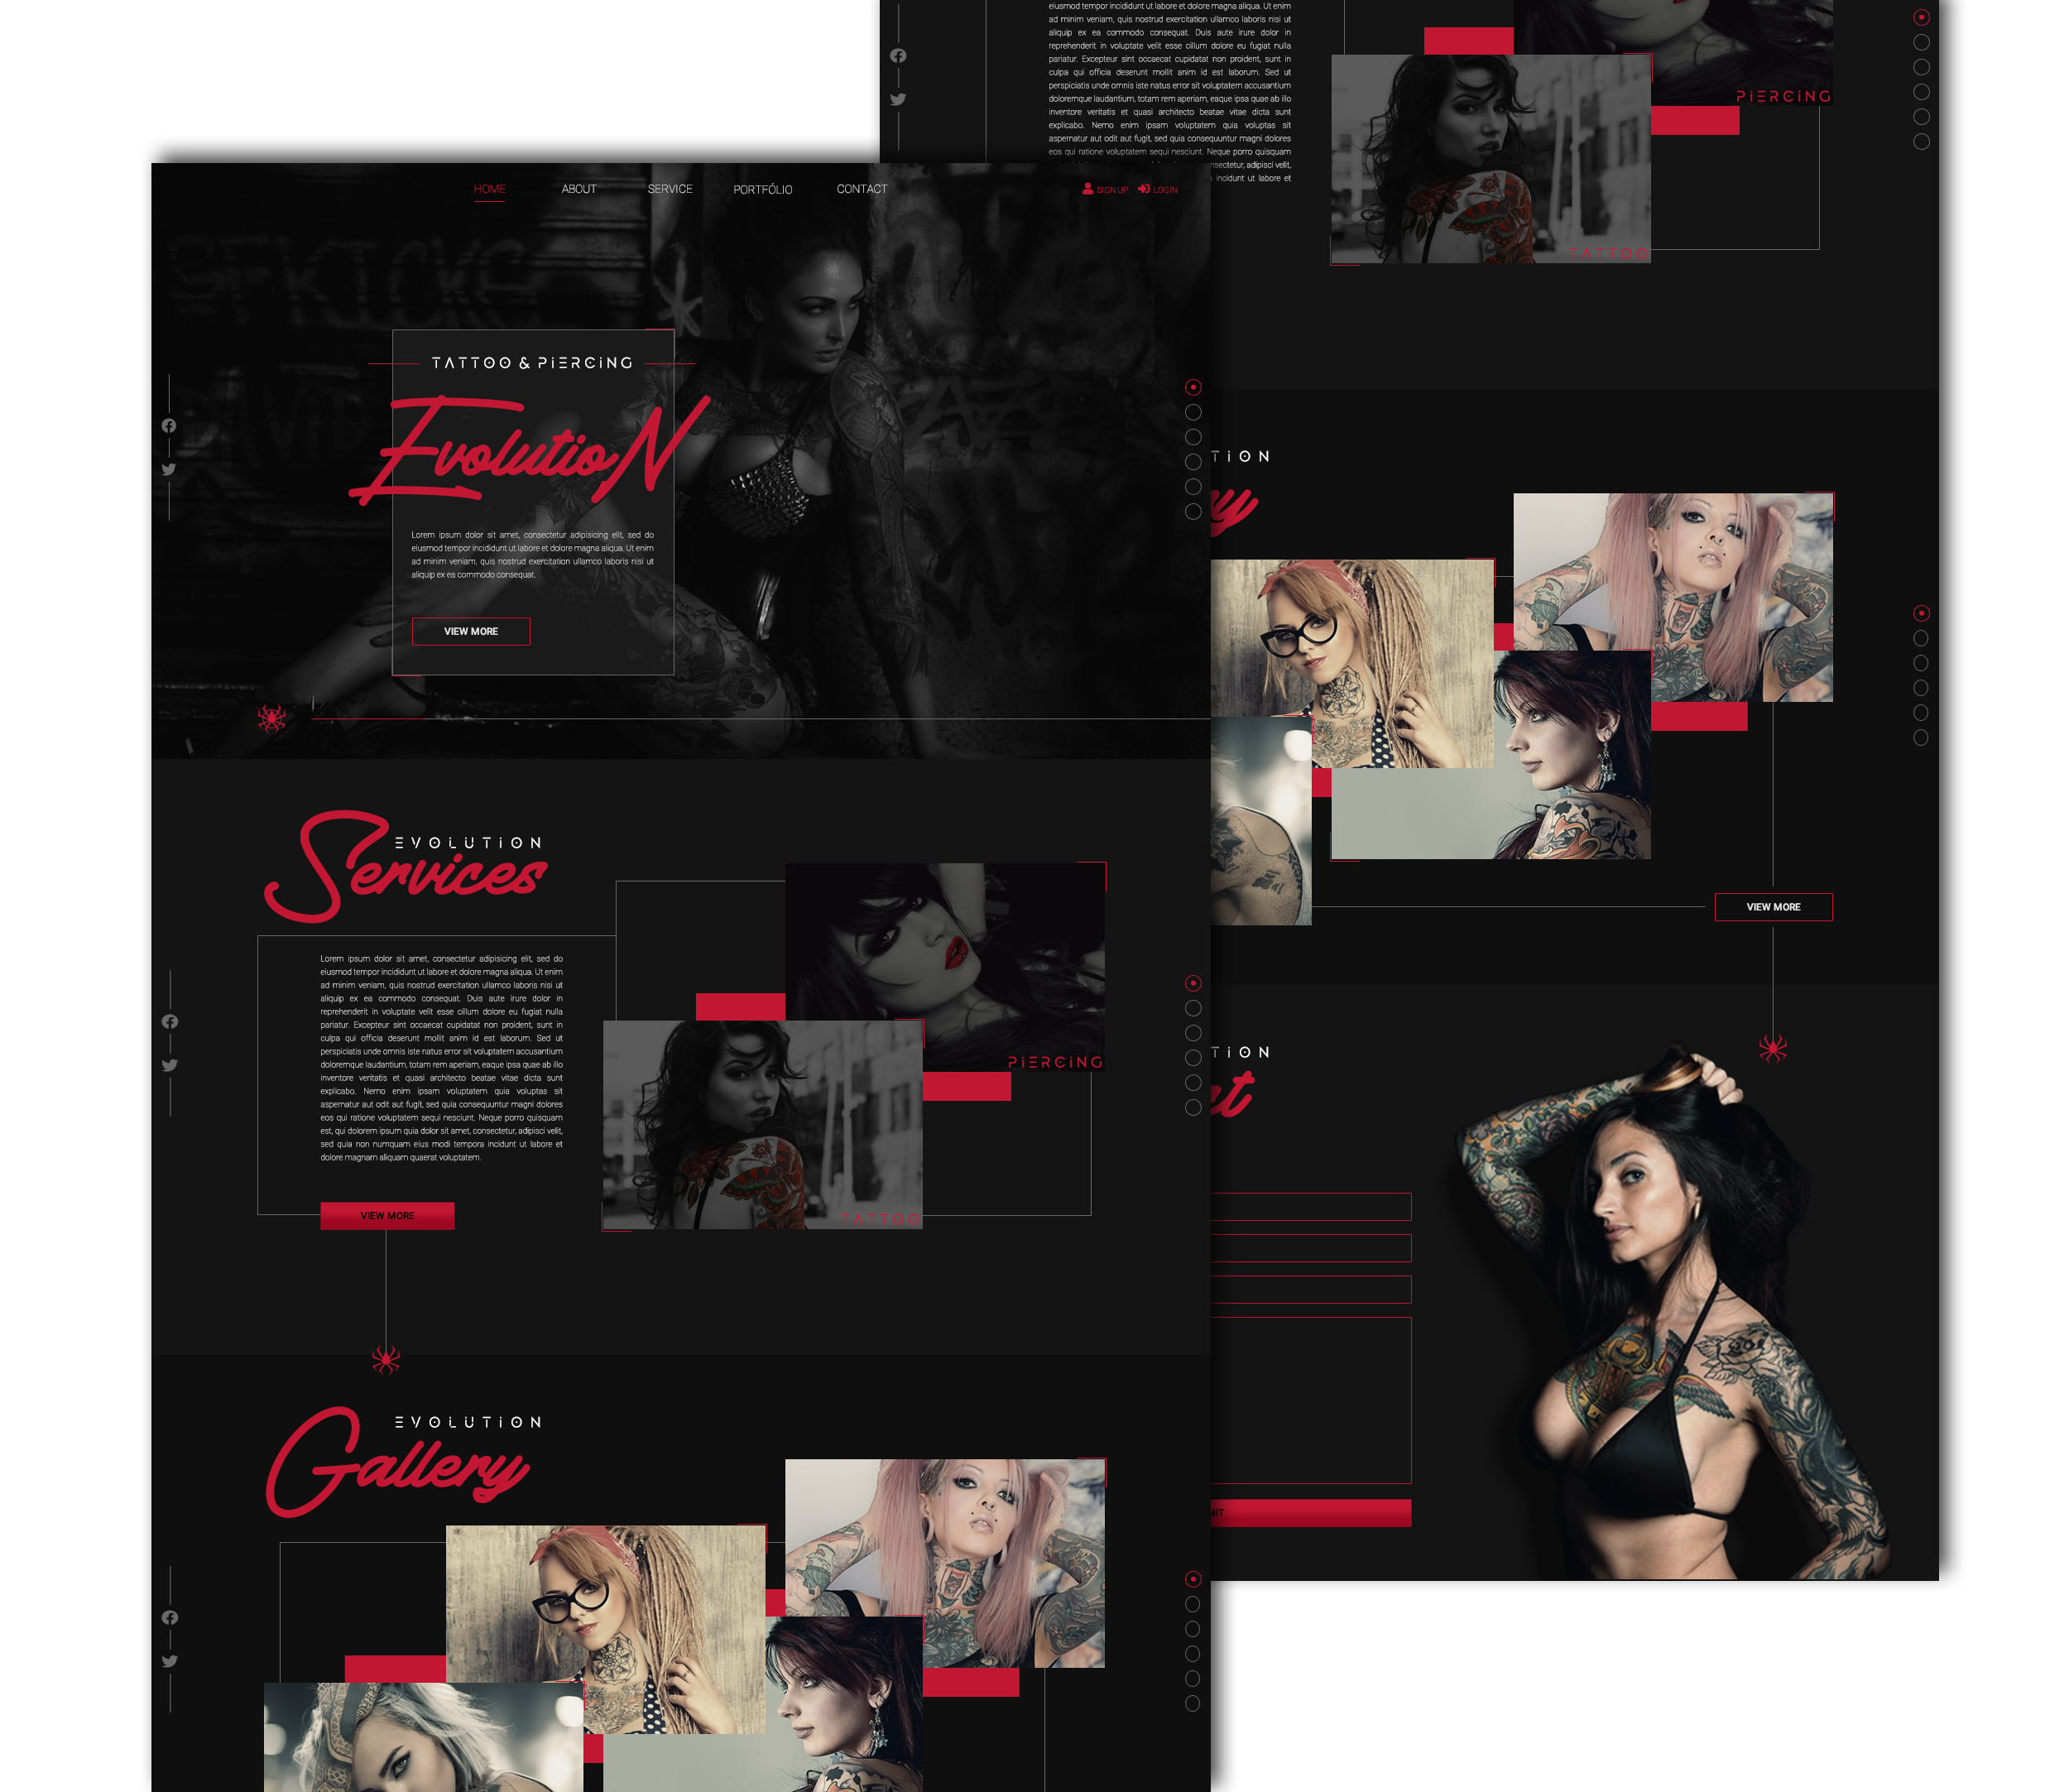 HOME ABOUT SERVICE PORTFÓLIO CONTACT SIGN UP LOGIN
TATTOO & PiERCiNG
EvolutioN
Lorem ipsum dolor sit amet, consectetur adipisicing elit, sed do
eiusmod tempor incididunt ut labore et dolore magna aliqua. Ut enim
ad minim veniam, quis nostrud exercitation ullamco laboris nisi ut
aliquip ex ea commodo consequat.
VIEW MORE
EVOLUTiON
Services
Lorem ipsum dolor sit amet, consectetur adipisicing elit, sed do
eiusmod tempor incididunt ut labore et dolore magna aliqua. Ut enim
ad minim veniam, quis nostrud exercitation ullamco laboris nisi ut
aliquip ex ea commodo consequat. Duis aute irure dolor in
reprehenderit in voluptate velit esse cillum dolore eu fugiat nulla
pariatur. Excepteur sint occaecat cupidatat non proident, sunt in
culpa qui officia deserunt mollit anim id est laborum. Sed ut
perspiciatis unde omnis iste natus error sit voluptatem accusantium
doloremque laudantium, totam rem aperiam, eaque ipsa quae ab illo
inventore veritatis et quasi architecto beatae vitae dicta sunt
explicabo. Nemo enim ipsam voluptatem quia voluptas sit
aspernatur aut odit aut fugit, sed quia consequuntur magni dolores
eos qui ratione voluptatem sequi nesciunt. Neque porro quisquam
est, qui dolorem ipsum quia dolor sit amet, consectetur, adipisci velit,
sed quia non numquam eius modi tempora incidunt ut labore et
dolore magnam aliquam quaerat voluptatem.
VIEW MORE
PiERCiNG
TATTOO
EVOLUTiON
Gallery
eiusmod tempor incididunt ut labore et dolore magna aliqua. Ut enim
ad minim veniam, quis nostrud exercitation ullamco laboris nisi ut
aliquip ex ea commodo consequat. Duis aute irure dolor in
reprehenderit in voluptate velit esse cillum dolore eu fugiat nulla
pariatur. Excepteur sint occaecat cupidatat non proident, sunt in
culpa qui officia deserunt mollit anim id est laborum. Sed ut
perspiciatis unde omnis iste natus error sit voluptatem accusantium
doloremque laudantium, totam rem aperiam, eaque ipsa quae ab illo
inventore veritatis et quasi architecto beatae vitae dicta sunt
explicabo. Nemo enim ipsam voluptatem quia voluptas sit
aspernatur aut odit aut fugit, sed quia consequuntur magni dolores
eos qui ratione voluptatem sequi nesciunt. Neque porro quisquam
adipisci velit,
incidunt ut labore et
PiERCiNG
TATTOO
VIEW MORE